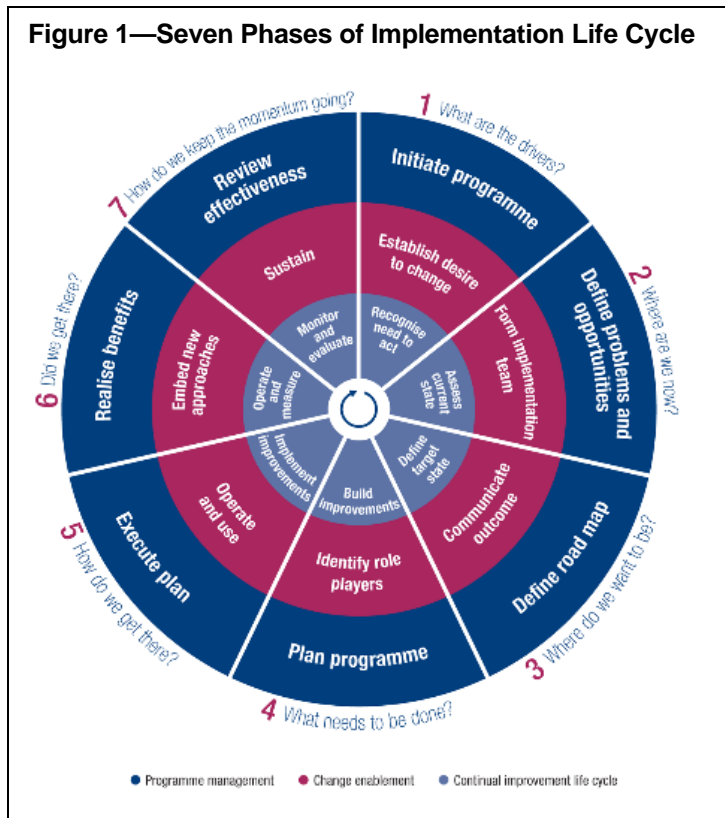 Figure 1—Seven Phases of Implementation Life Cycle
1 What are the drivers?
Initiate programme
Establish desire
to change
Recognise
need to
act
2 Where are we now?
Define problems and
opportunities
Form implementation
team
Assess
current
state
3 Where do we want to be?
Define road map
Communicate
outcome
Define
target
state
4 What needs to be done?
Plan programme
Identify role
players
Build
improvements
5 How do we get there?
Execute plan
Operate
and use
Implement
improvements
6 Did we get there?
Realise benefits
Embed new
approaches
Operate
and
measure
7 How do we keep the momentum going?
Review
effectiveness
Sustain
Monitor
and
evaluate
Programme management
Change enablement
Continual improvement life cycle